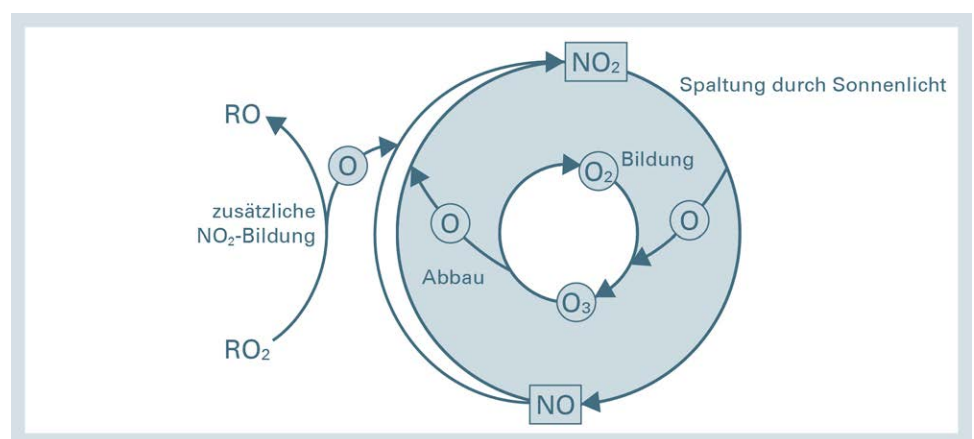 NO₂
Spaltung durch Sonnenlicht
RO
O
O₂
Bildung
zusätzliche
NO₂-Bildung
O
O
Abbau
O₃
RO₂
NO